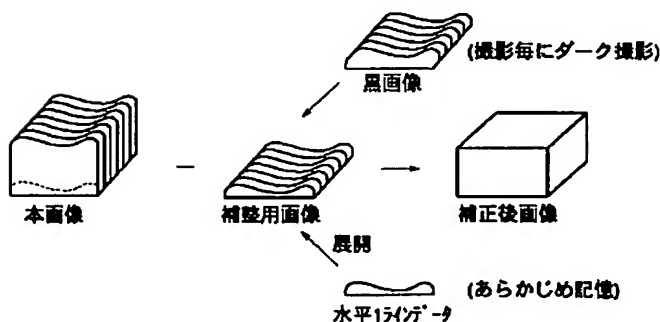 (撮影毎にダーク撮影)
黒画像
本画像
補整用画像
補正後画像
展開
(あらかじめ記憶)
水平1ラインデータ